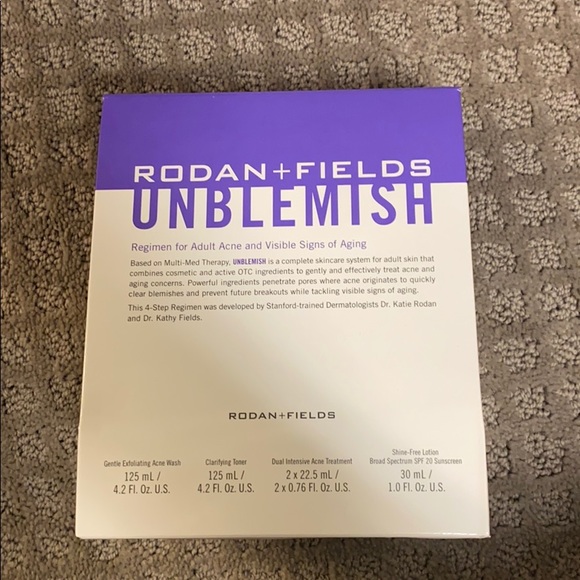 RODAN+FIELDS
UNBLEMISH
Regimen for Adult Acne and Visible Signs of Aging
Based on Multi-Med Therapy, UNBLEMISH is a complete skincare system for adult skin that
combines cosmetic and active OTC ingredients to gently and effectively treat acne and
aging concerns. Powerful ingredients penetrate pores where acne originates to quickly
clear blemishes and prevent future breakouts while tackling visible signs of aging.
This 4-Step Regimen was developed by Stanford-trained Dermatologists Dr. Katie Rodan
and Dr. Kathy Fields.
RODAN+FIELDS
Gentle Exfoliating Acne Wash
125 mL /
4.2 Fl. Oz. U.S.
Clarifying Toner
125 mL /
4.2 Fl. Oz. U.S.
Dual Intensive Acne Treatment
2 x 22.5 mL /
2 x 0.76 Fl. Oz. U.S.
Shine-Free Lotion
Broad Spectrum SPF 20 Sunscreen
30 mL /
1.0 Fl. Oz. U.S.